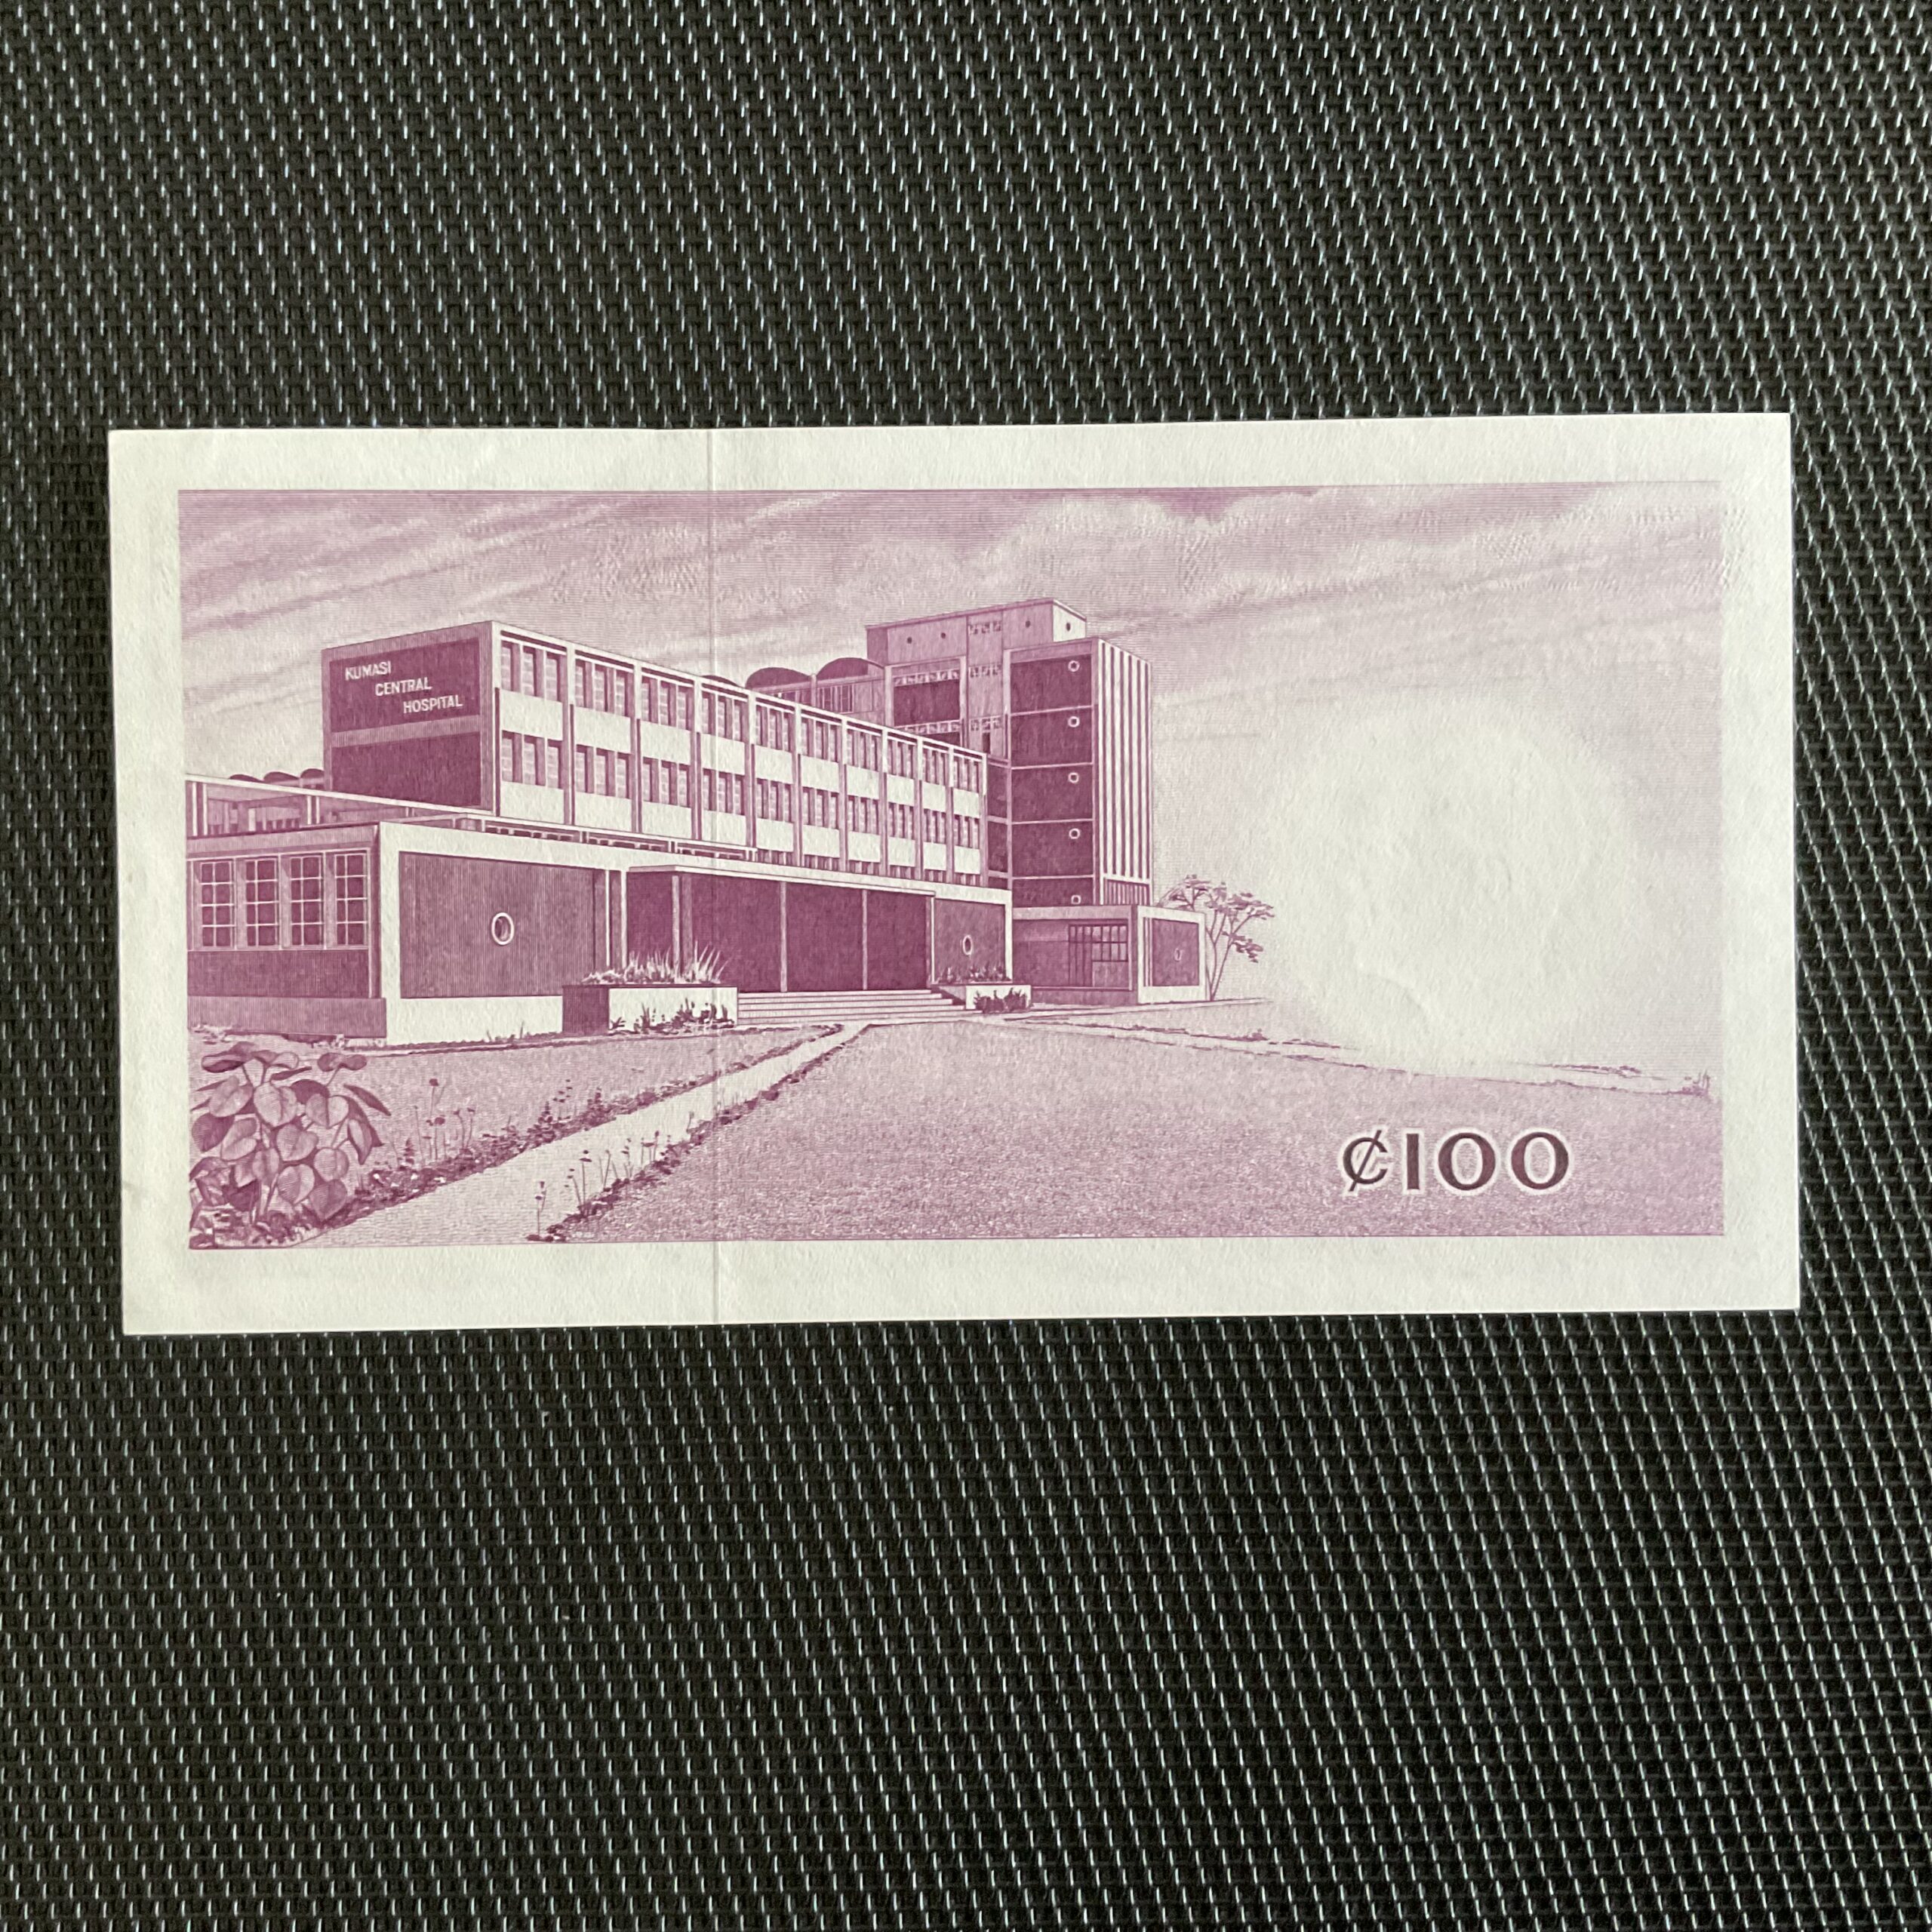 KUMASI
CENTRAL
HOSPITAL
₵100